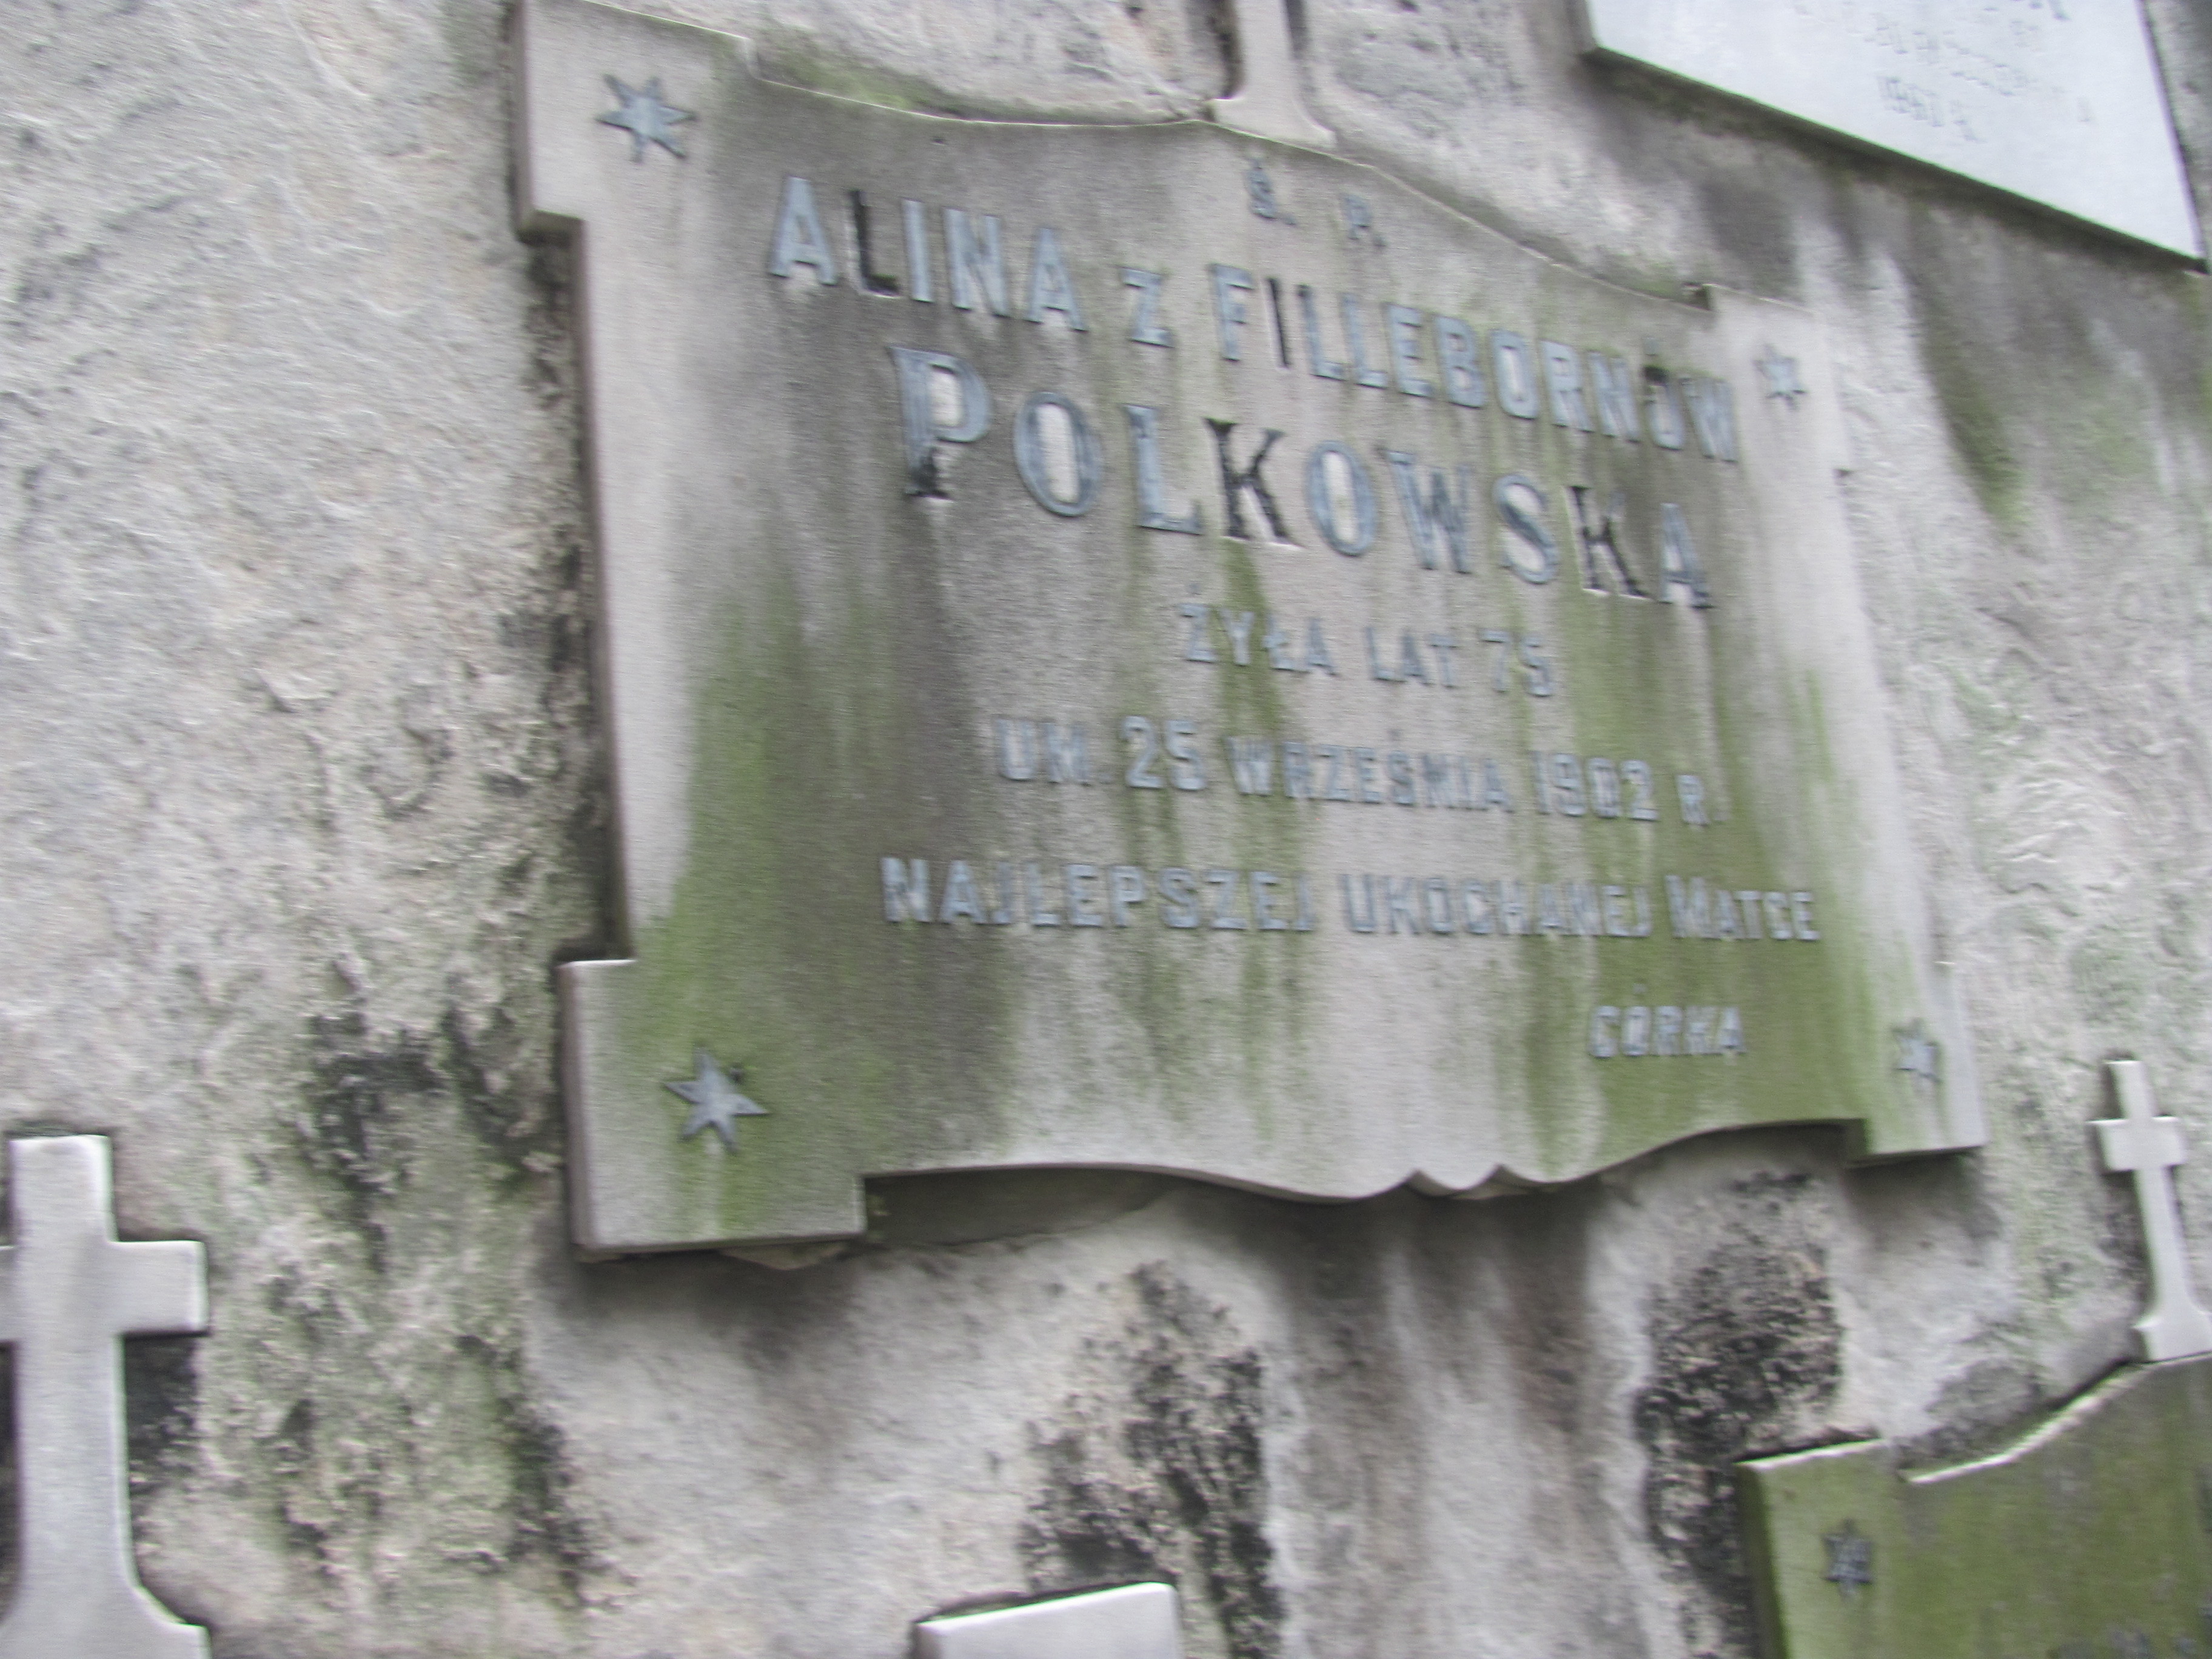 Ś. P.
ALINA Z FILLEBORNÓW
POLKOWSKA
ŻYŁA LAT 75
UM. 25 WRZEŚNIA 1902 R.
NAJLEPSZEJ UKOCHANEJ MATCE
CÓRKA